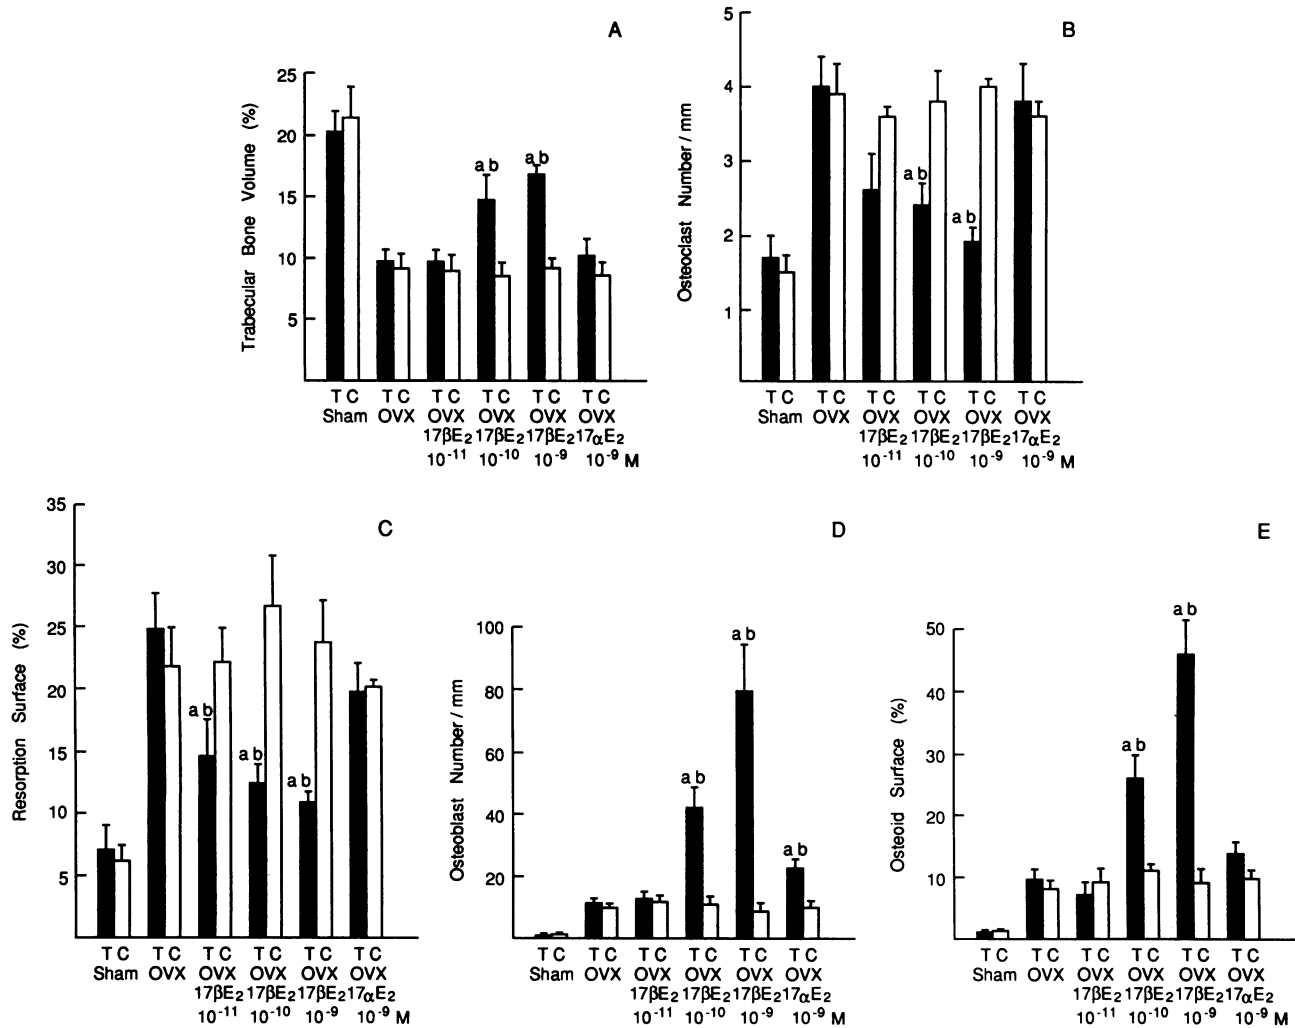 A
Trabecular Bone Volume (%)
25
20
15
10
5
a b
a b
T C T C T C T C T C T C
Sham OVX OVX OVX OVX OVX
17βE₂ 17βE₂ 17βE₂ 17αE₂
10⁻¹¹ 10⁻¹⁰ 10⁻⁹ 10⁻⁹ M
B
Osteoclast Number / mm
5
4
3
2
1
a b
a b
T C T C T C T C T C T C
Sham OVX OVX OVX OVX OVX
17βE₂ 17βE₂ 17βE₂ 17αE₂
10⁻¹¹ 10⁻¹⁰ 10⁻⁹ 10⁻⁹ M
C
Resorption Surface (%)
35
30
25
20
15
10
5
a b
a b
a b
T C T C T C T C T C T C
Sham OVX OVX OVX OVX OVX
17βE₂ 17βE₂ 17βE₂ 17αE₂
10⁻¹¹ 10⁻¹⁰ 10⁻⁹ 10⁻⁹ M
D
Osteoblast Number / mm
100
80
60
40
20
a b
a b
a b
T C T C T C T C T C T C
Sham OVX OVX OVX OVX OVX
17βE₂ 17βE₂ 17βE₂ 17αE₂
10⁻¹¹ 10⁻¹⁰ 10⁻⁹ 10⁻⁹ M
E
Osteoid Surface (%)
50
40
30
20
10
a b
a b
T C T C T C T C T C T C
Sham OVX OVX OVX OVX OVX
17βE₂ 17βE₂ 17βE₂ 17αE₂
10⁻¹¹ 10⁻¹⁰ 10⁻⁹ 10⁻⁹ M